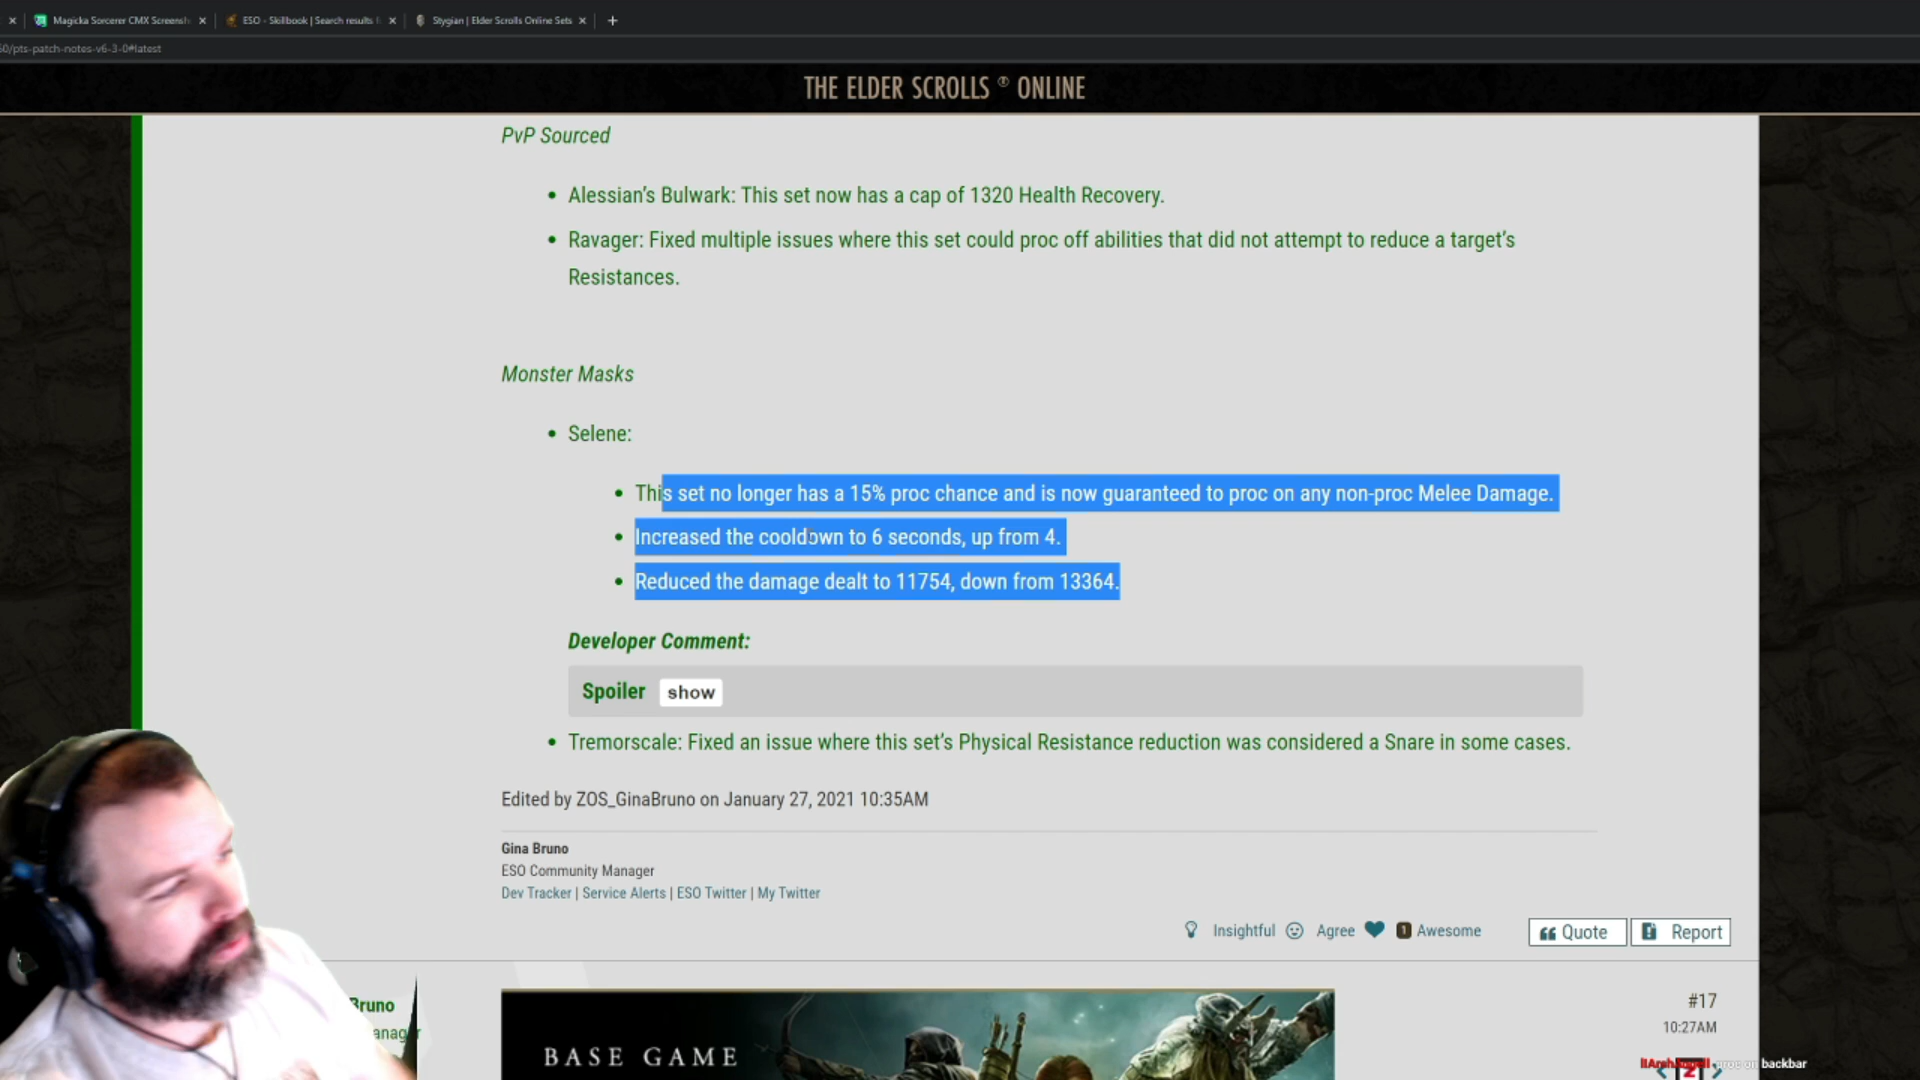 Magicka Sorcerer CMX Screensh
ESO - Skillbook | Search results f
Stygian | Elder Scrolls Online Sets
/pts-patch-notes-v6-3-0#latest
THE ELDER SCROLLS ® ONLINE
PvP Sourced
• Alessian's Bulwark: This set now has a cap of 1320 Health Recovery.
• Ravager: Fixed multiple issues where this set could proc off abilities that did not attempt to reduce a target's
Resistances.
Monster Masks
• Selene:
• This set no longer has a 15% proc chance and is now guaranteed to proc on any non-proc Melee Damage.
• Increased the cooldown to 6 seconds, up from 4.
• Reduced the damage dealt to 11754, down from 13364.
Developer Comment:
Spoiler show
• Tremorscale: Fixed an issue where this set's Physical Resistance reduction was considered a Snare in some cases.
Edited by ZOS_GinaBruno on January 27, 2021 10:35AM
Gina Bruno
ESO Community Manager
Dev Tracker | Service Alerts | ESO Twitter | My Twitter
Insightful Agree 1 Awesome Quote Report
Bruno
#17
10:27AM
BASE GAME
on backbar